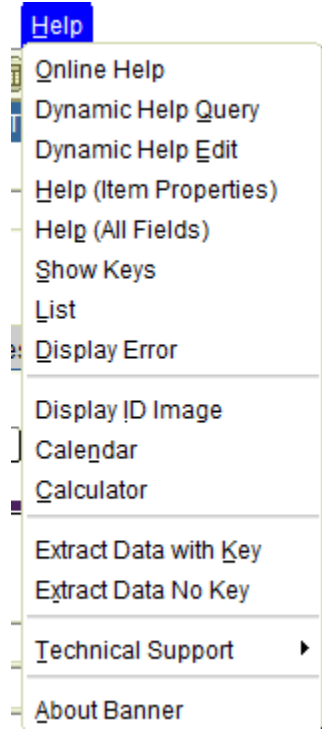 Help
Online Help
Dynamic Help Query
Dynamic Help Edit
Help (Item Properties)
Help (All Fields)
Show Keys
List
Display Error
Display ID Image
Calendar
Calculator
Extract Data with Key
Extract Data No Key
Technical Support
About Banner